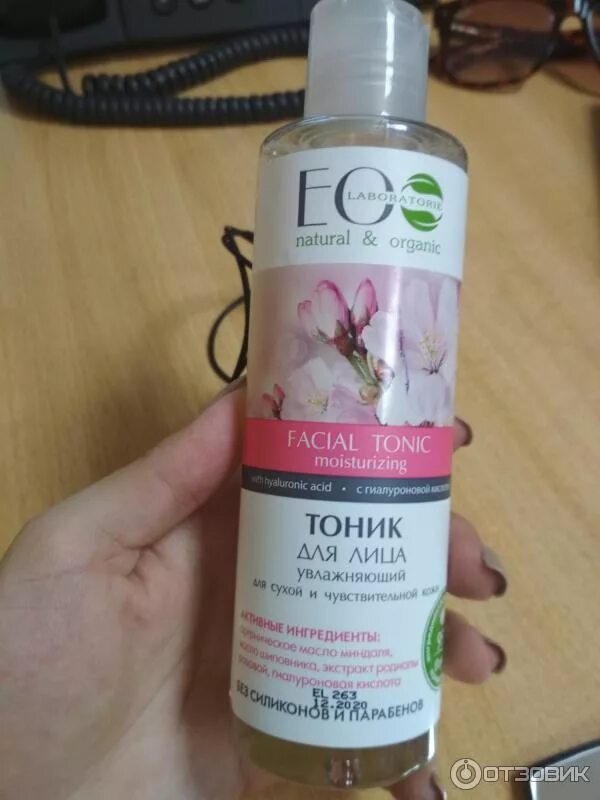 EO
LABORATORIE
natural & organic
FACIAL TONIC
moisturizing
with hyaluronic acid • с гиалуроновой кислотой
ТОНИК
ДЛЯ ЛИЦА
увлажняющий
для сухой и чувствительной кожи
АКТИВНЫЕ ИНГРЕДИЕНТЫ:
органическое масло миндаля,
масло шиповника, экстракт родиолы
розовой, гиалуроновая кислота
EL 263
12.2020
БЕЗ СИЛИКОНОВ И ПАРАБЕНОВ
ОТЗОВИК